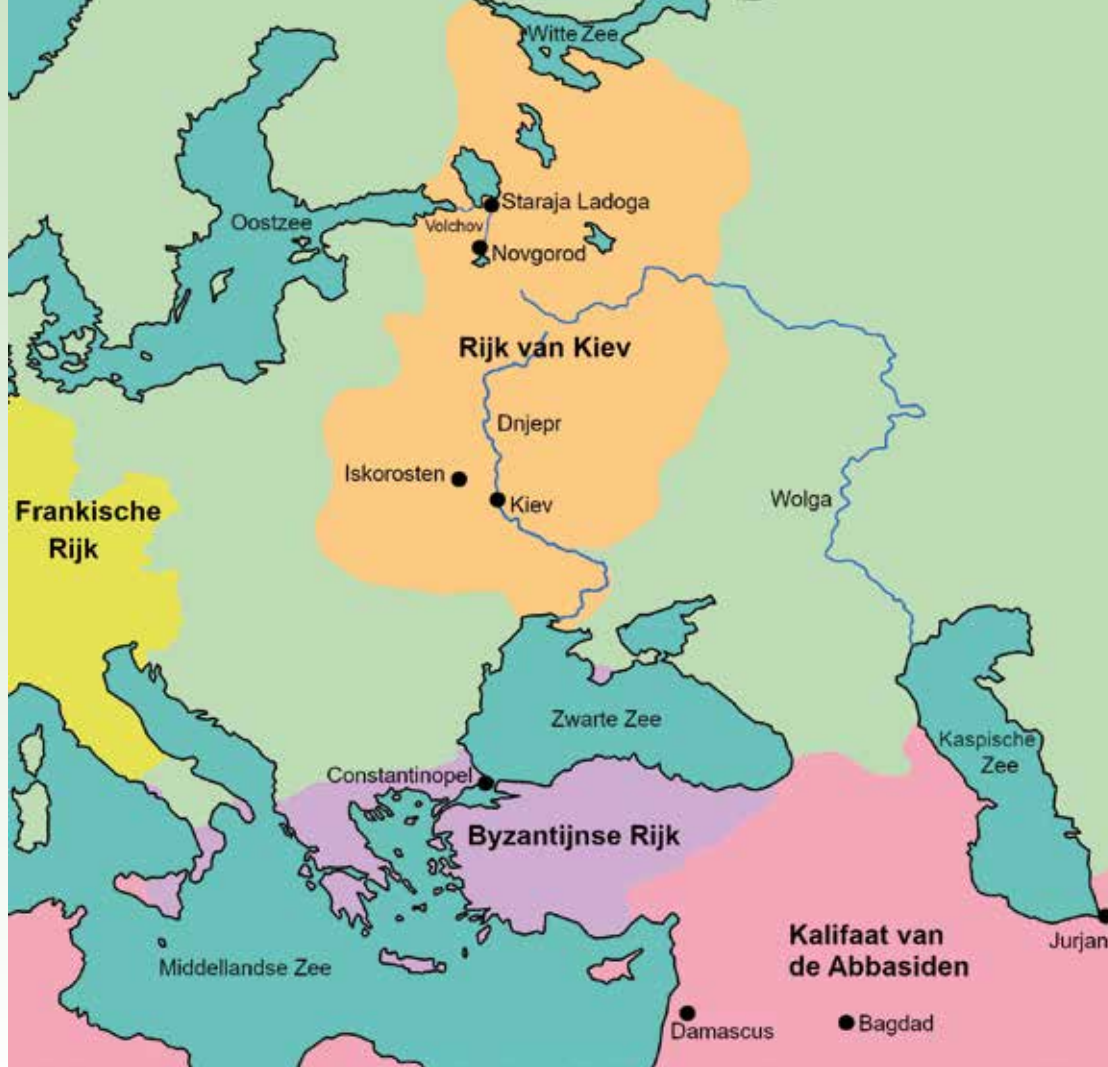 Witte Zee
Staraja Ladoga
Oostzee
Volchov
Novgorod
Rijk van Kiev
Dnjepr
Iskorosten
Kiev
Wolga
Frankische
Rijk
Zwarte Zee
Kaspische
Zee
Constantinopel
Byzantijnse Rijk
Kalifaat van
de Abbasiden
Jurjan
Middellandse Zee
Damascus
Bagdad